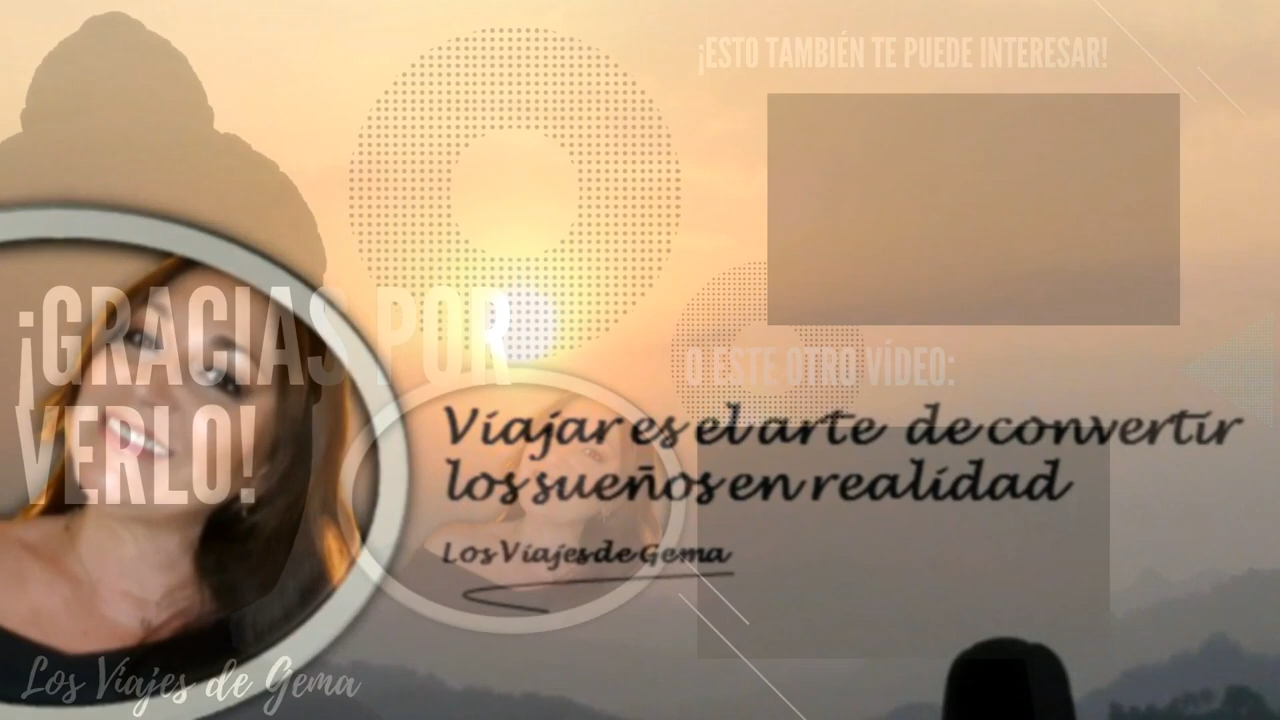 ¡ESTO TAMBIÉN TE PUEDE INTERESAR!
¡GRACIAS POR
VERLO!
O ESTE OTRO VÍDEO:
Viajar es el arte de convertir
los sueños en realidad
Los Viajes de Gema
Los Viajes de Gema